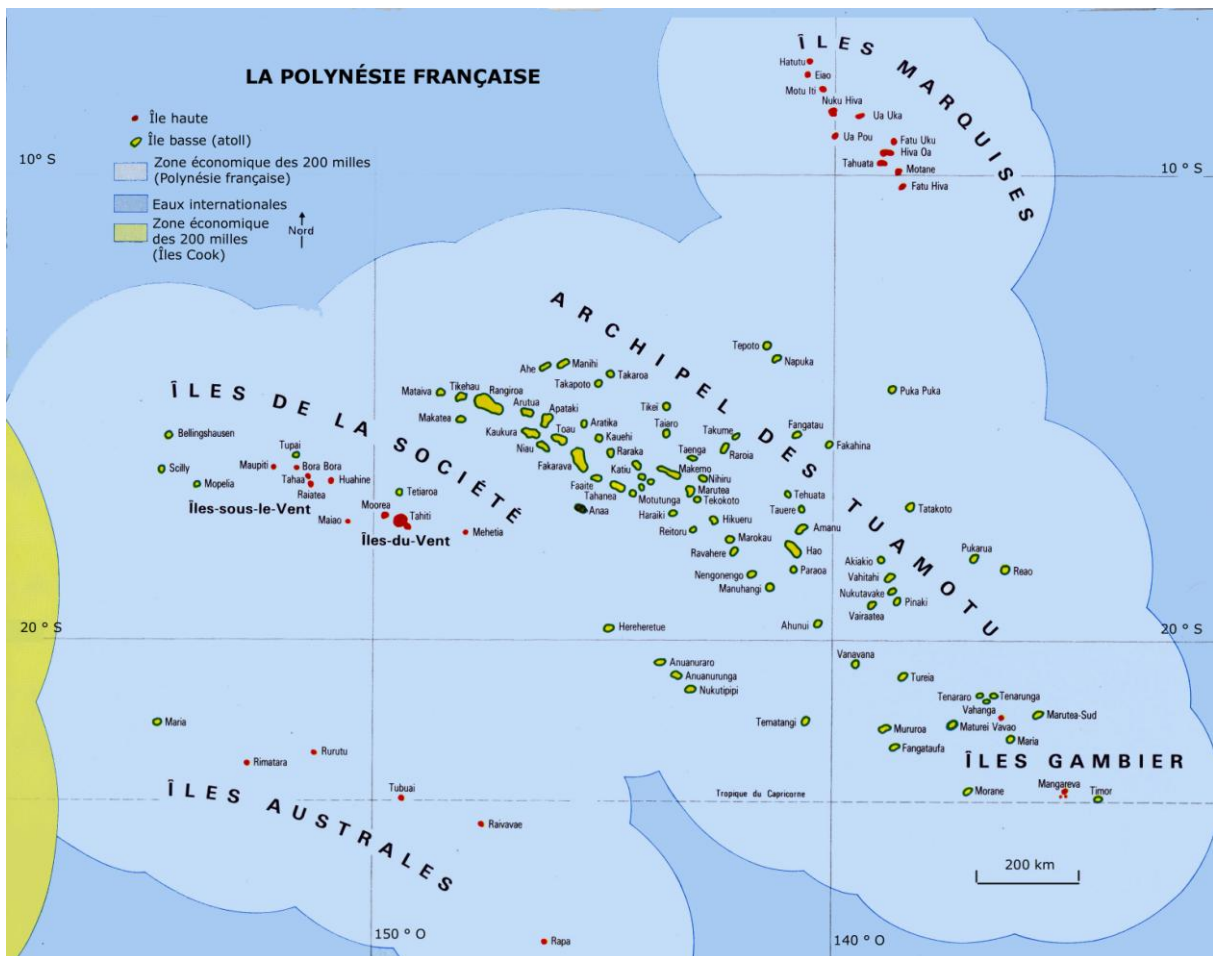 LA POLYNÉSIE FRANÇAISE
Île haute
Île basse (atoll)
Zone économique des 200 milles
(Polynésie française)
Eaux internationales
Zone économique
des 200 milles
(Îles Cook)
Nord
10° S
10 ° S
20 ° S
20 ° S
150 ° O
140 ° O
ÎLES MARQUISES
Hatutu
Eiao
Motu Iti
Nuku Hiva
Ua Uka
Ua Pou
Fatu Uku
Hiva Oa
Tahuata
Motane
Fatu Hiva
ARCHIPEL DES TUAMOTU
Tepoto
Napuka
Ahe
Manihi
Takaroa
Takapoto
Puka Puka
Mataiva
Tikehau
Rangiroa
Arutua
Apataki
Tikei
Makatea
Aratika
Taiaro
Takume
Fangatau
Kaukura
Toau
Kauehi
Fakahina
Niau
Raraka
Taenga
Raroia
Fakarava
Katiu
Makemo
Nihiru
Faaite
Marutea
Tahanea
Motutunga
Tekokoto
Tehuata
Anaa
Haraiki
Tauere
Tatakoto
Hikueru
Reitoru
Amanu
Marokau
Hao
Ravahere
Akiakio
Pukarua
Reao
Paraoa
Nengonengo
Vahitahi
Manuhangi
Nukutavake
Pinaki
Vairaatea
Hereheretue
Ahunui
Anuanuraro
Anuanurunga
Nukutipipi
Vanavana
Tureia
Tematangi
Tenararo
Tenarunga
Vahanga
Marutea-Sud
Mururoa
Maturei Vavao
Maria
Fangataufa
ÎLES GAMBIER
Morane
Mangareva
Timor
Tropique du Capricorne
200 km
ÎLES DE LA SOCIÉTÉ
Bellingshausen
Tupai
Scilly
Maupiti
Bora Bora
Mopelia
Tahaa
Huahine
Raiatea
Îles-sous-le-Vent
Tetiaroa
Moorea
Maiao
Tahiti
Mehetia
Îles-du-Vent
Maria
Rurutu
Rimatara
ÎLES AUSTRALES
Tubuai
Raivavae
Rapa